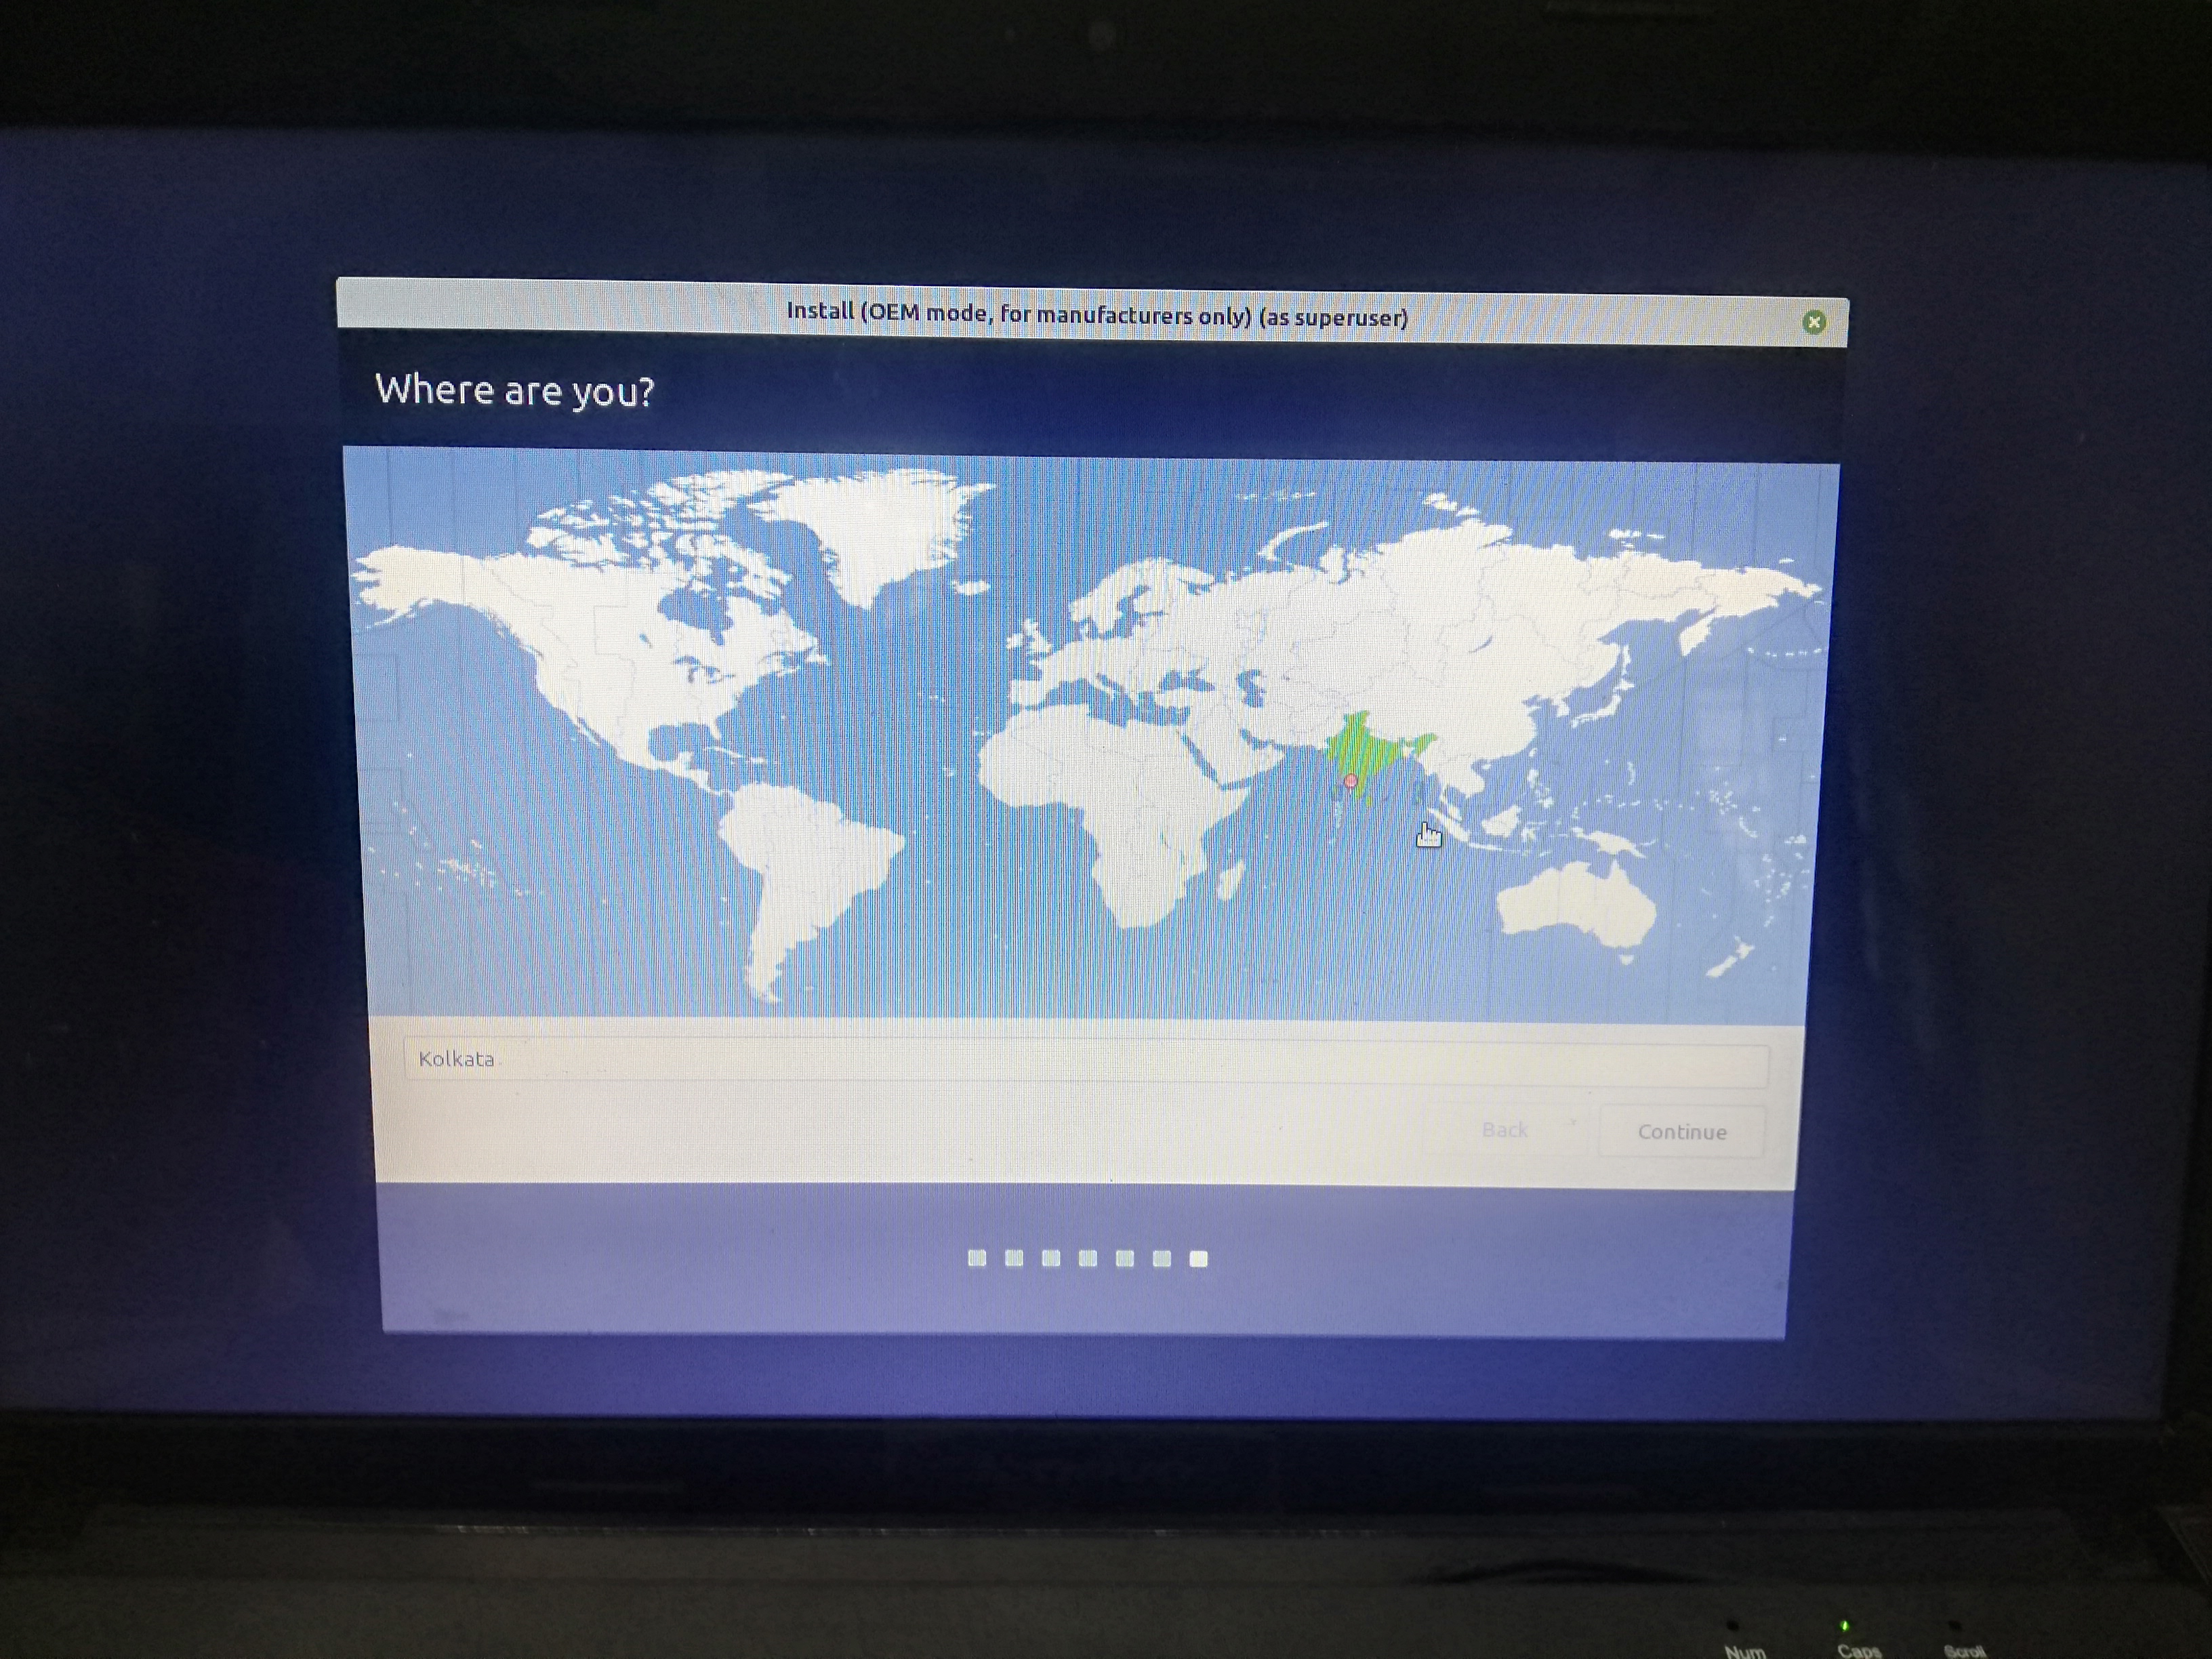 Install (OEM mode, for manufacturers only) (as superuser)
Where are you?
Kolkata
Back
Continue
Num
Caps
Scroll